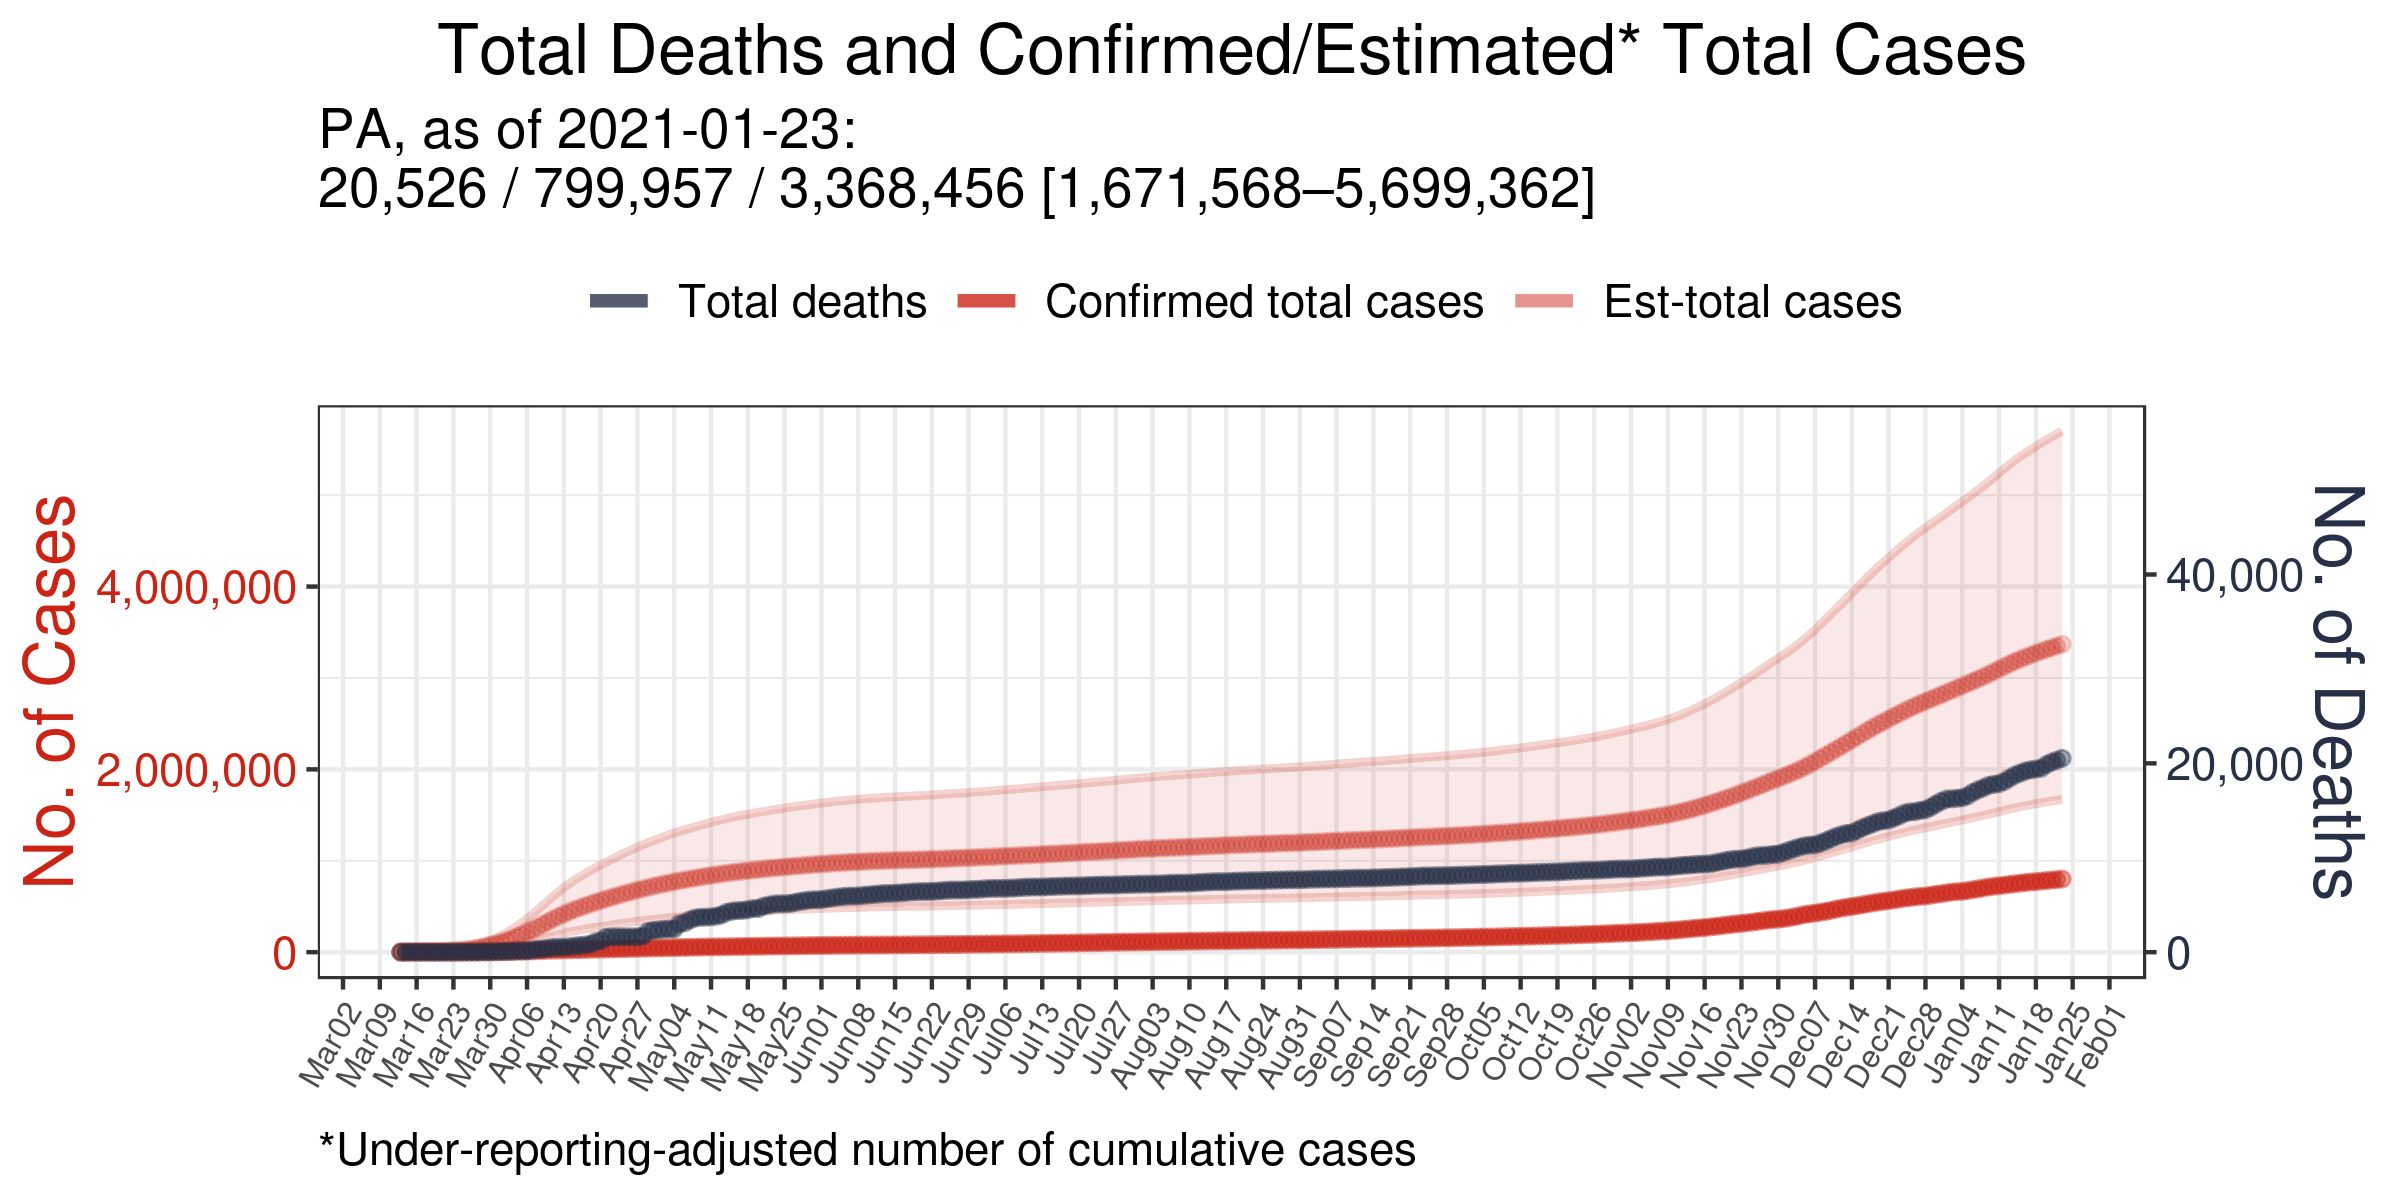 Total Deaths and Confirmed/Estimated* Total Cases
PA, as of 2021-01-23:
20,526 / 799,957 / 3,368,456 [1,671,568–5,699,362]
Total deaths
Confirmed total cases
Est-total cases
No. of Cases
4,000,000
2,000,000
0
40,000
20,000
0
No. of Deaths
Mar02
Mar09
Mar16
Mar23
Mar30
Apr06
Apr13
Apr20
Apr27
May04
May11
May18
May25
Jun01
Jun08
Jun15
Jun22
Jun29
Jul06
Jul13
Jul20
Jul27
Aug03
Aug10
Aug17
Aug24
Aug31
Sep07
Sep14
Sep21
Sep28
Oct05
Oct12
Oct19
Oct26
Nov02
Nov09
Nov16
Nov23
Nov30
Dec07
Dec14
Dec21
Dec28
Jan04
Jan11
Jan18
Jan25
Feb01
*Under-reporting-adjusted number of cumulative cases